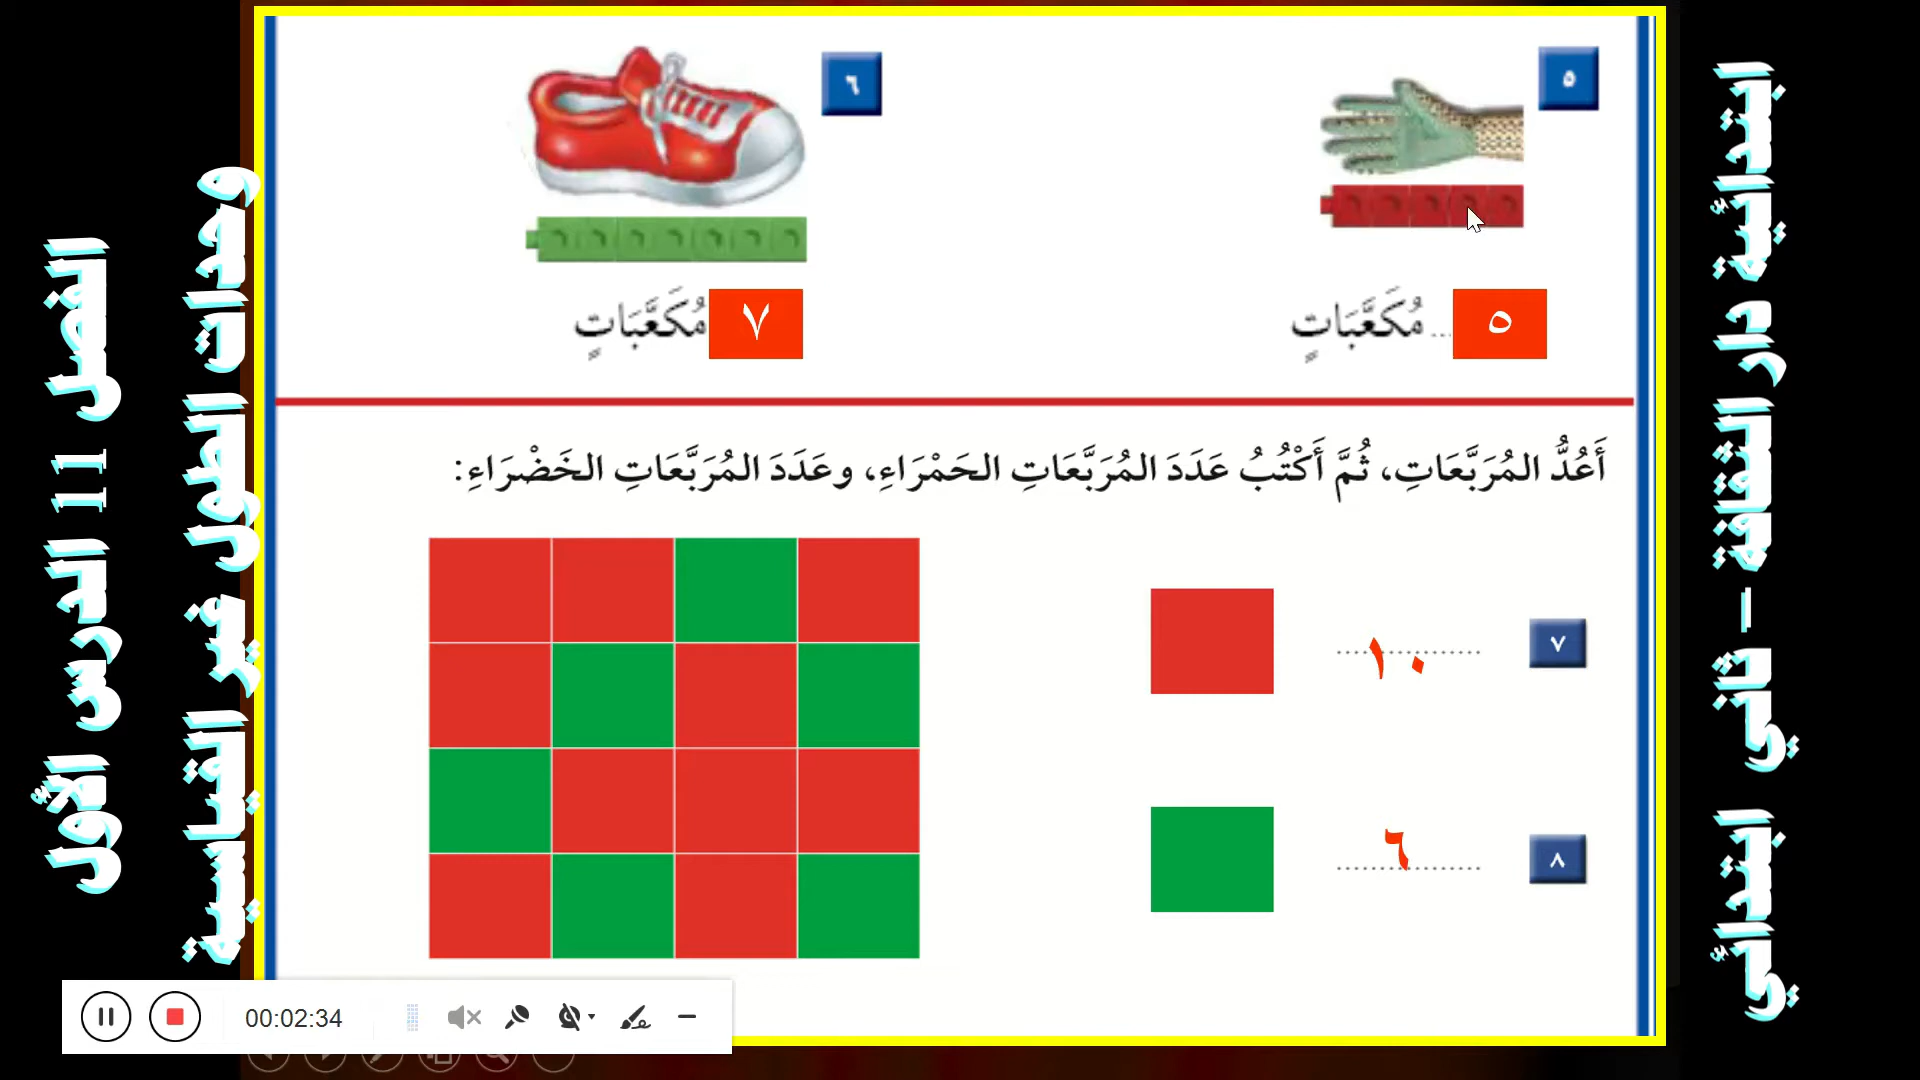 ابتدائية دار الثقافة – ثاني ابتدائي
٥
٥ ... مُكَعَّبَاتٍ
٦
٧ مُكَعَّبَاتٍ
أَعُدُّ المُرَبَّعَاتِ، ثُمَّ أَكْتُبُ عَدَدَ المُرَبَّعَاتِ الحَمْرَاءِ، وعَدَدَ المُرَبَّعَاتِ الخَضْرَاءِ:
٧ ١٠
٨ ٦
وحدات الطول غير القياسية
الفصل 11 الدرس الأول
00:02:34